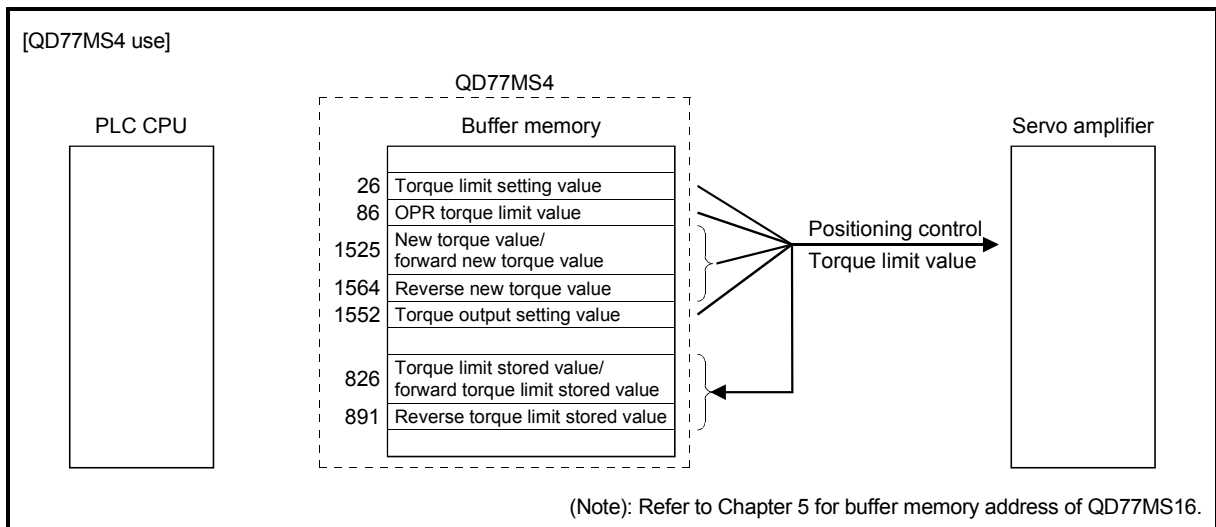 [QD77MS4 use]
QD77MS4
PLC CPU
Buffer memory
Servo amplifier
26 Torque limit setting value
86 OPR torque limit value
1525 New torque value/
forward new torque value
1564 Reverse new torque value
1552 Torque output setting value
826 Torque limit stored value/
forward torque limit stored value
891 Reverse torque limit stored value
Positioning control
Torque limit value
(Note): Refer to Chapter 5 for buffer memory address of QD77MS16.